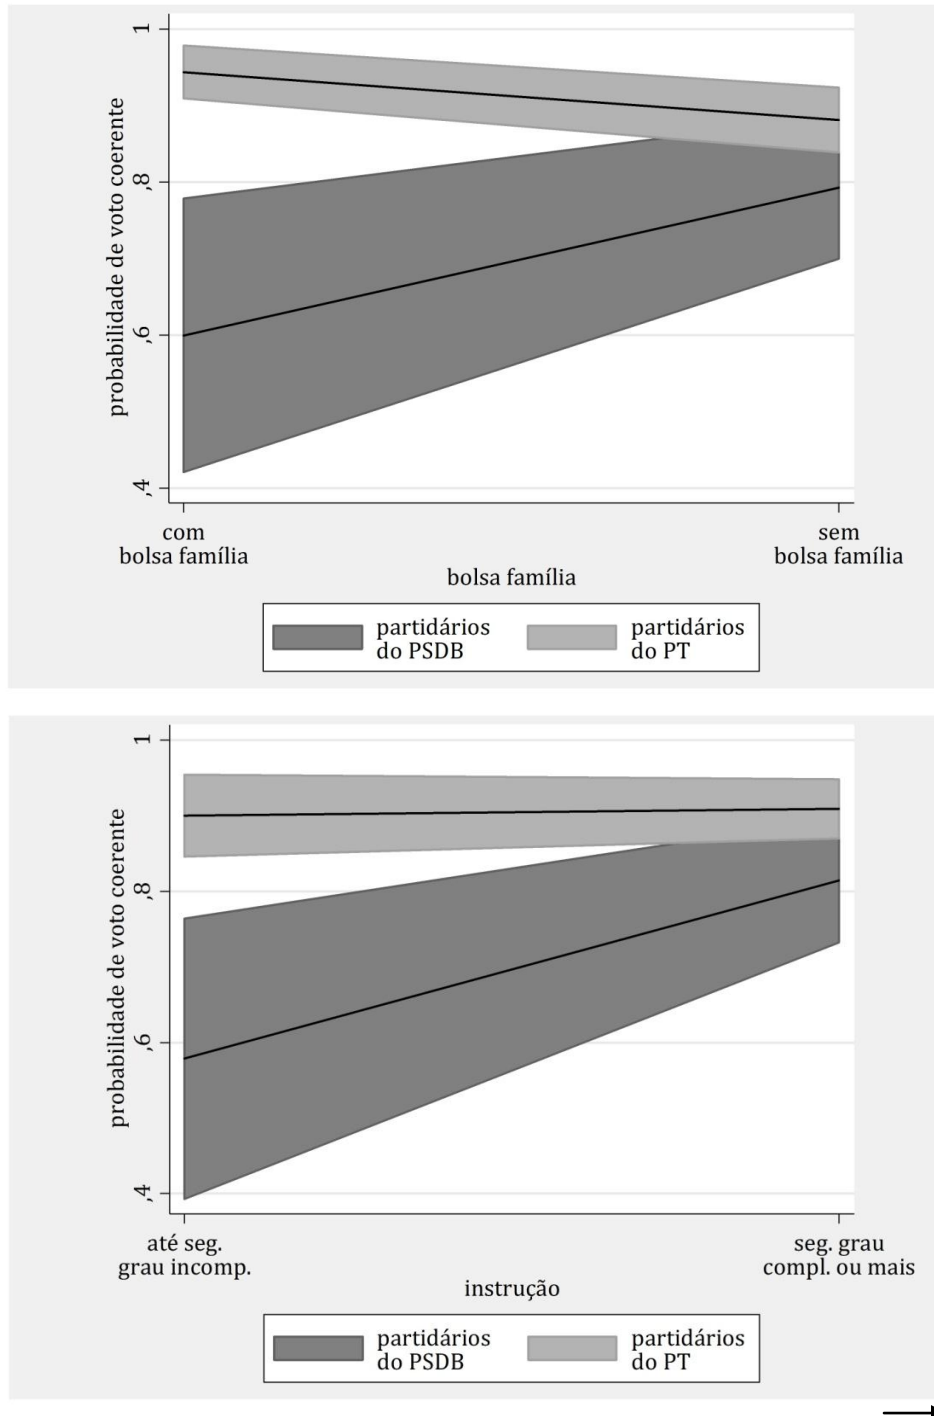 1
,8
,6
,4
probabilidade de voto coerente
com
bolsa família
sem
bolsa família
bolsa família
partidários
do PSDB
partidários
do PT
1
,8
,6
,4
probabilidade de voto coerente
até seg.
grau incomp.
seg. grau
compl. ou mais
instrução
partidários
do PSDB
partidários
do PT